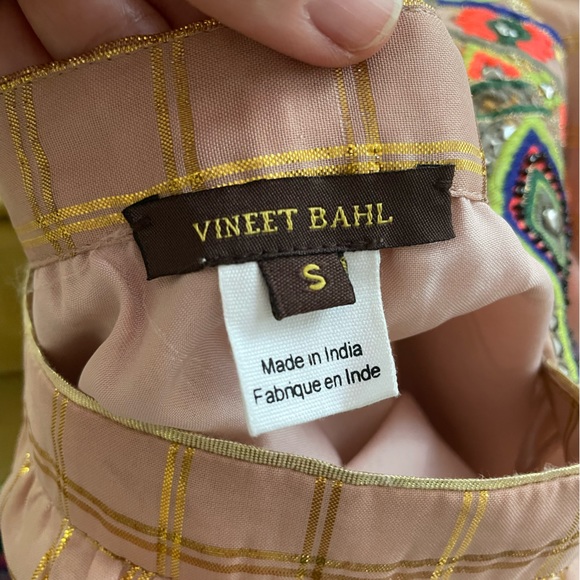 VINEET BAHL
S
Made in India
Fabrique en Inde